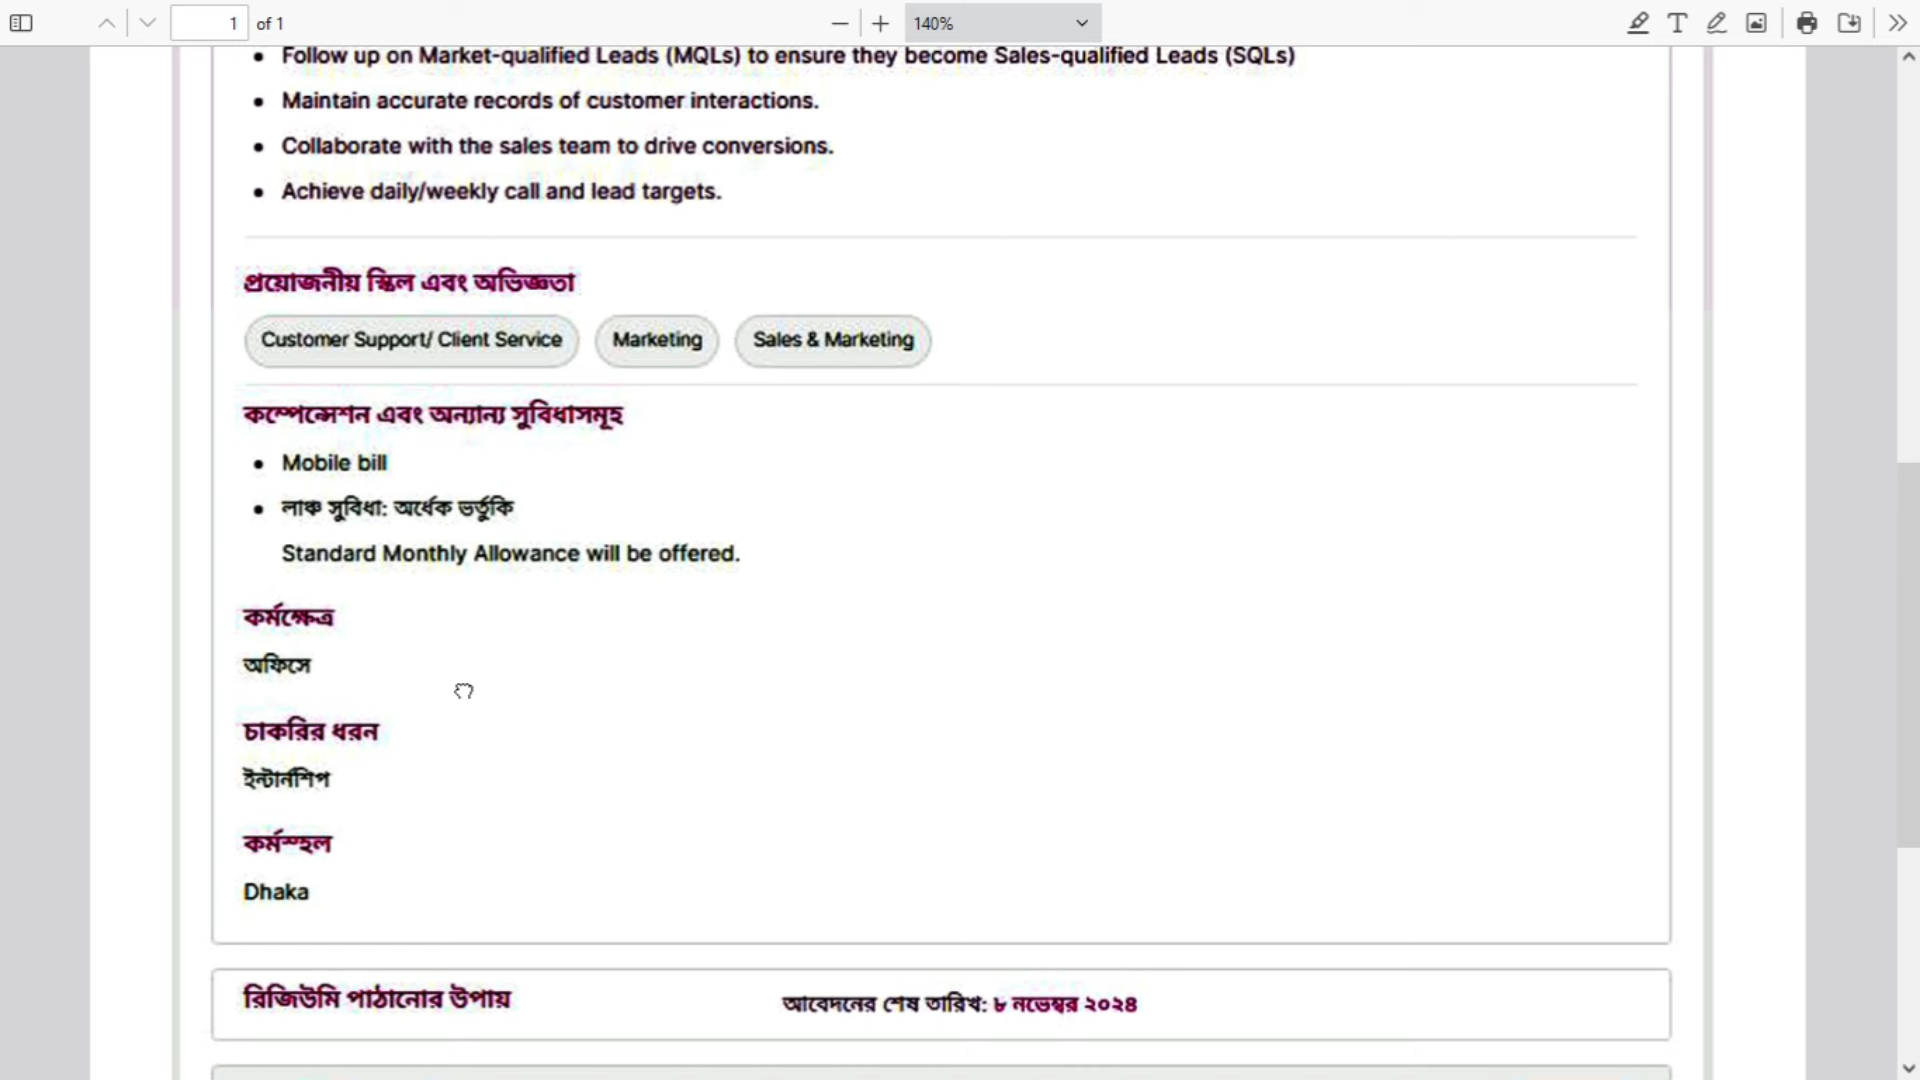 1 of 1
140%
Follow up on Market-qualified Leads (MQLs) to ensure they become Sales-qualified Leads (SQLs)
Maintain accurate records of customer interactions.
Collaborate with the sales team to drive conversions.
Achieve daily/weekly call and lead targets.
প্রয়োজনীয় স্কিল এবং অভিজ্ঞতা
Customer Support/ Client Service Marketing Sales & Marketing
কম্পেন্সেশন এবং অন্যান্য সুবিধাসমূহ
Mobile bill
লাঞ্চ সুবিধা: অর্ধেক ভর্তুকি
Standard Monthly Allowance will be offered.
কর্মক্ষেত্র
অফিসে
চাকরির ধরন
ইন্টার্নশিপ
কর্মস্হল
Dhaka
রিজিউমি পাঠানোর উপায় আবেদনের শেষ তারিখ: ৮ নভেম্বর ২০২৪